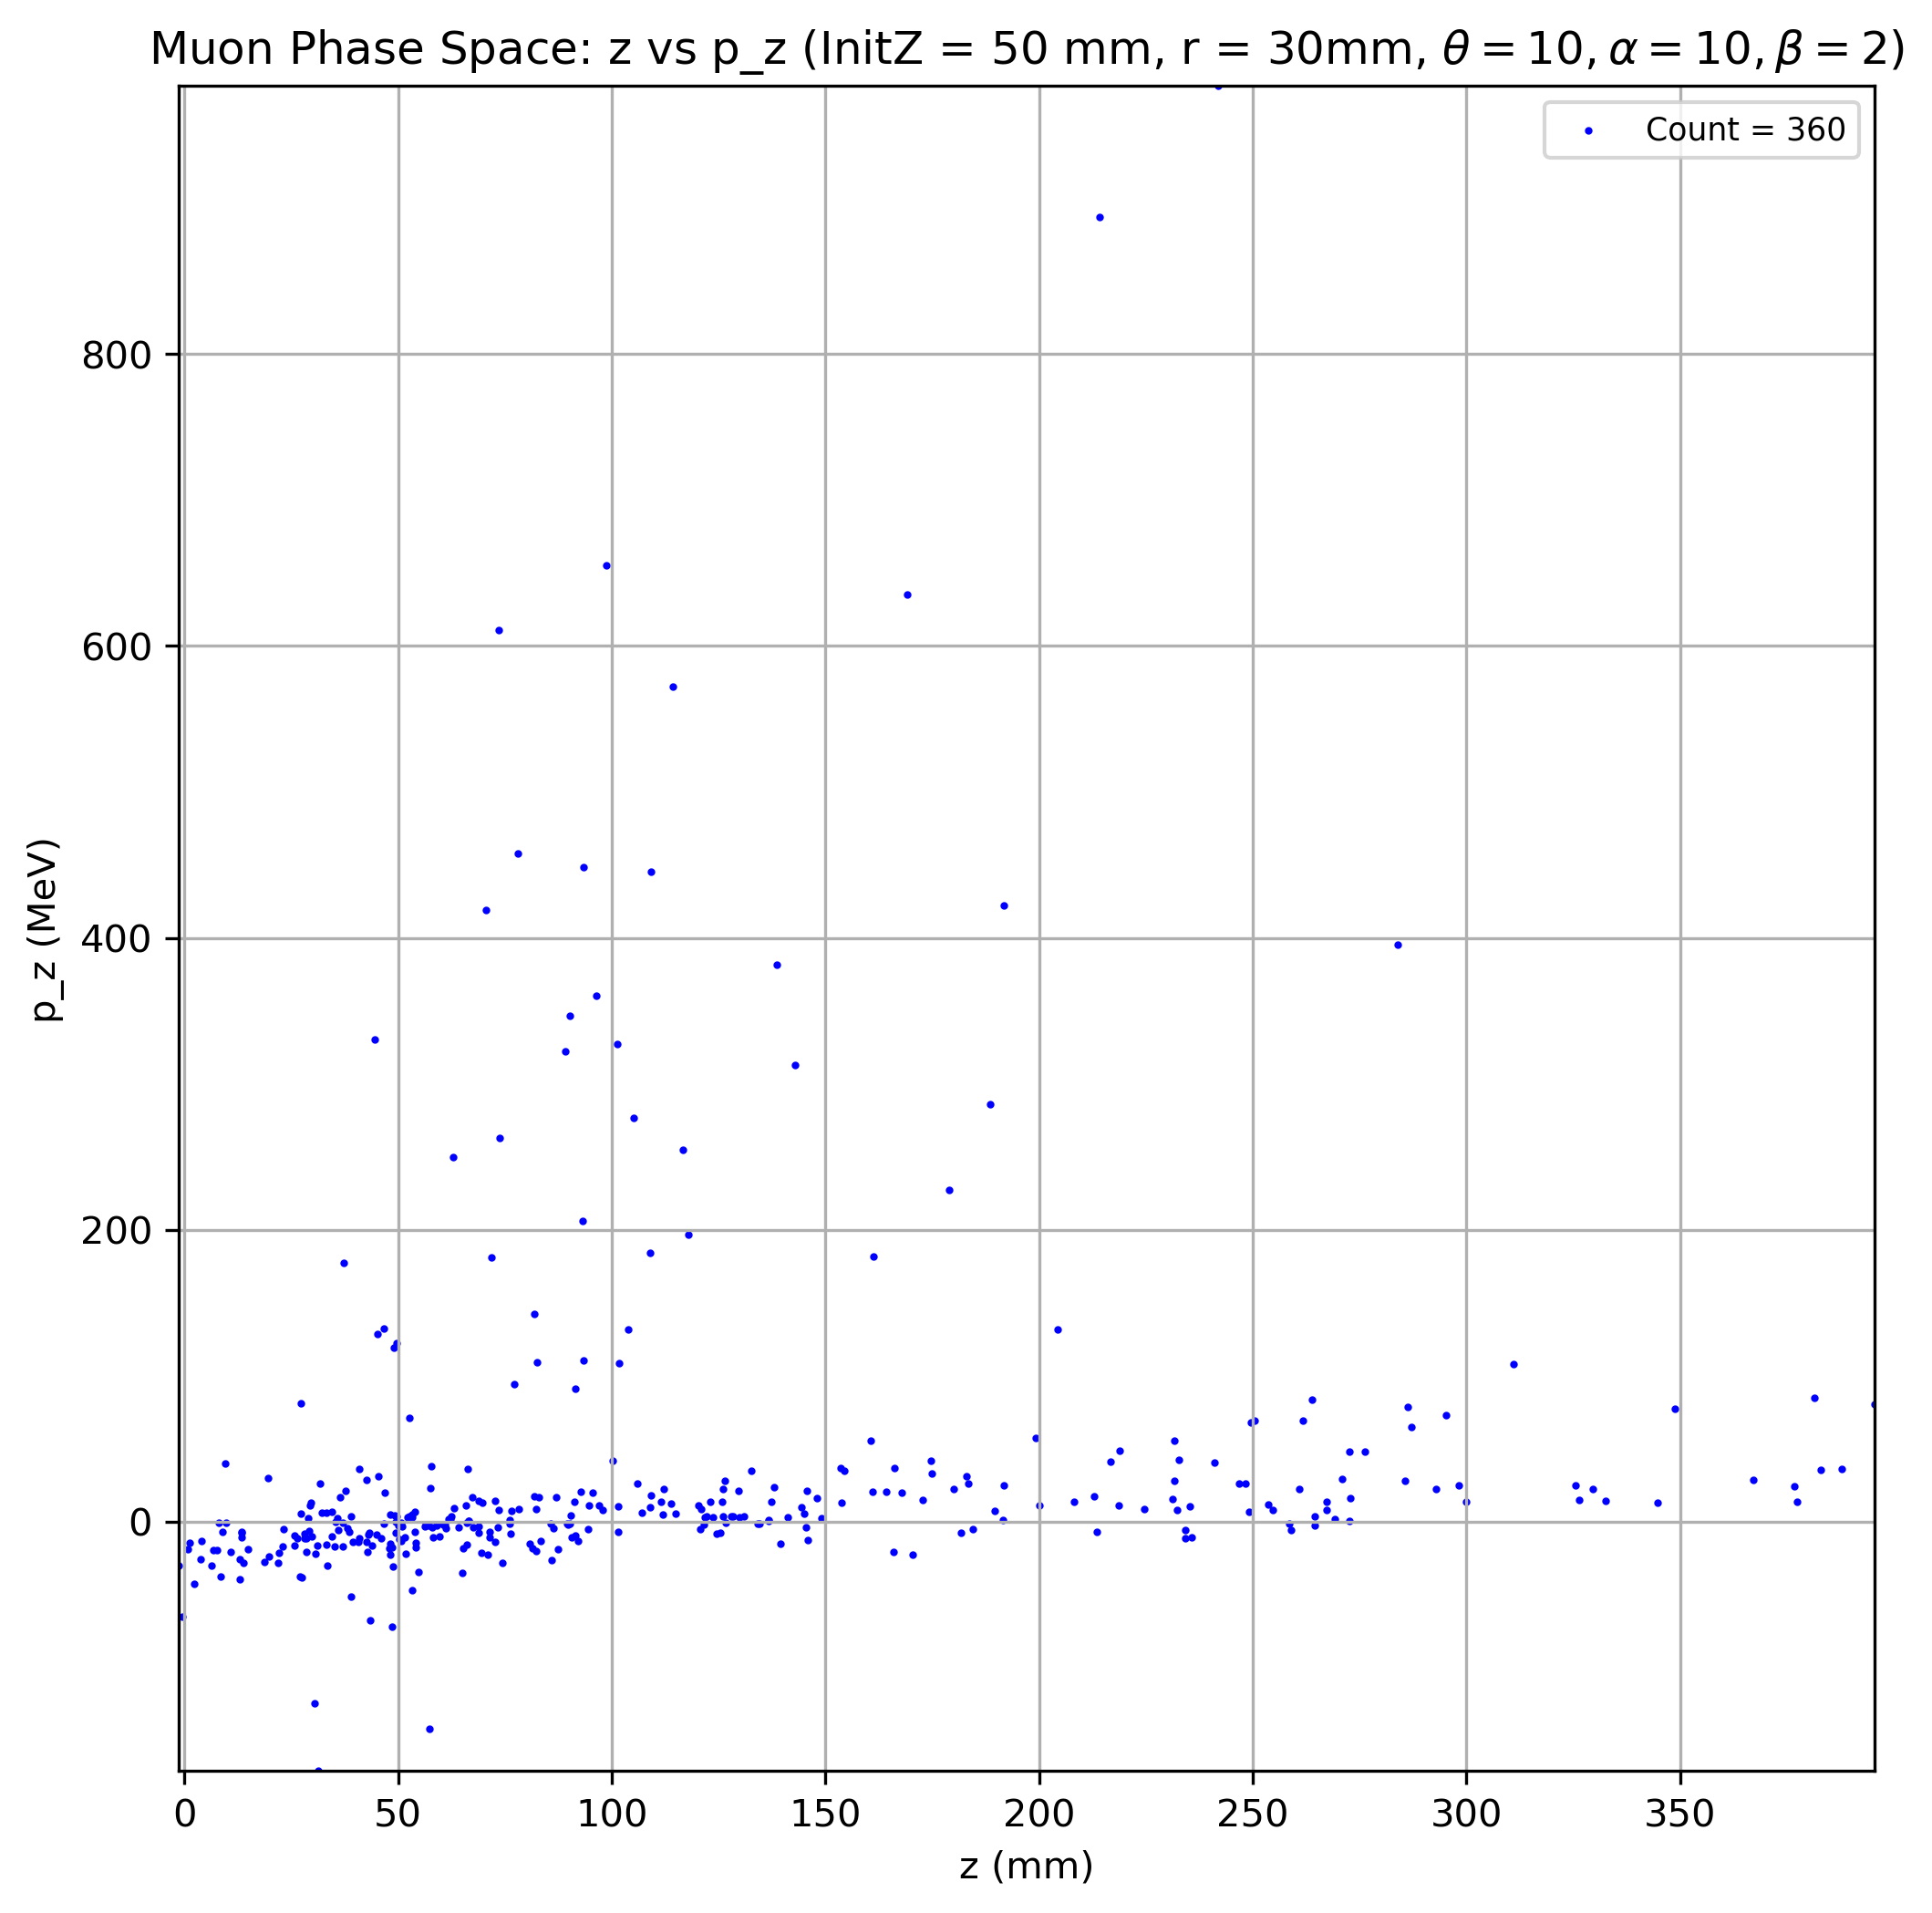 Muon Phase Space: z vs p_z (InitZ = 50 mm, r = 30mm, θ = 10, α = 10, β = 2)
Count = 360
800
600
400
200
0
p_z (MeV)
0 50 100 150 200 250 300 350
z (mm)